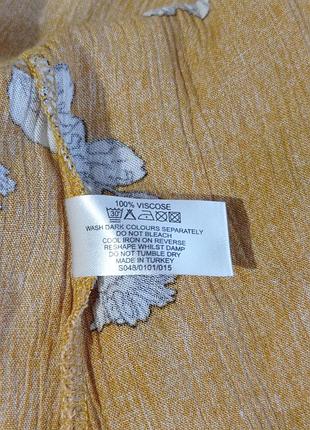 100% VISCOSE
30°
WASH DARK COLOURS SEPARATELY
DO NOT BLEACH
COOL IRON ON REVERSE
RESHAPE WHILST DAMP
DO NOT TUMBLE DRY
MADE IN TURKEY
S048/0101/015